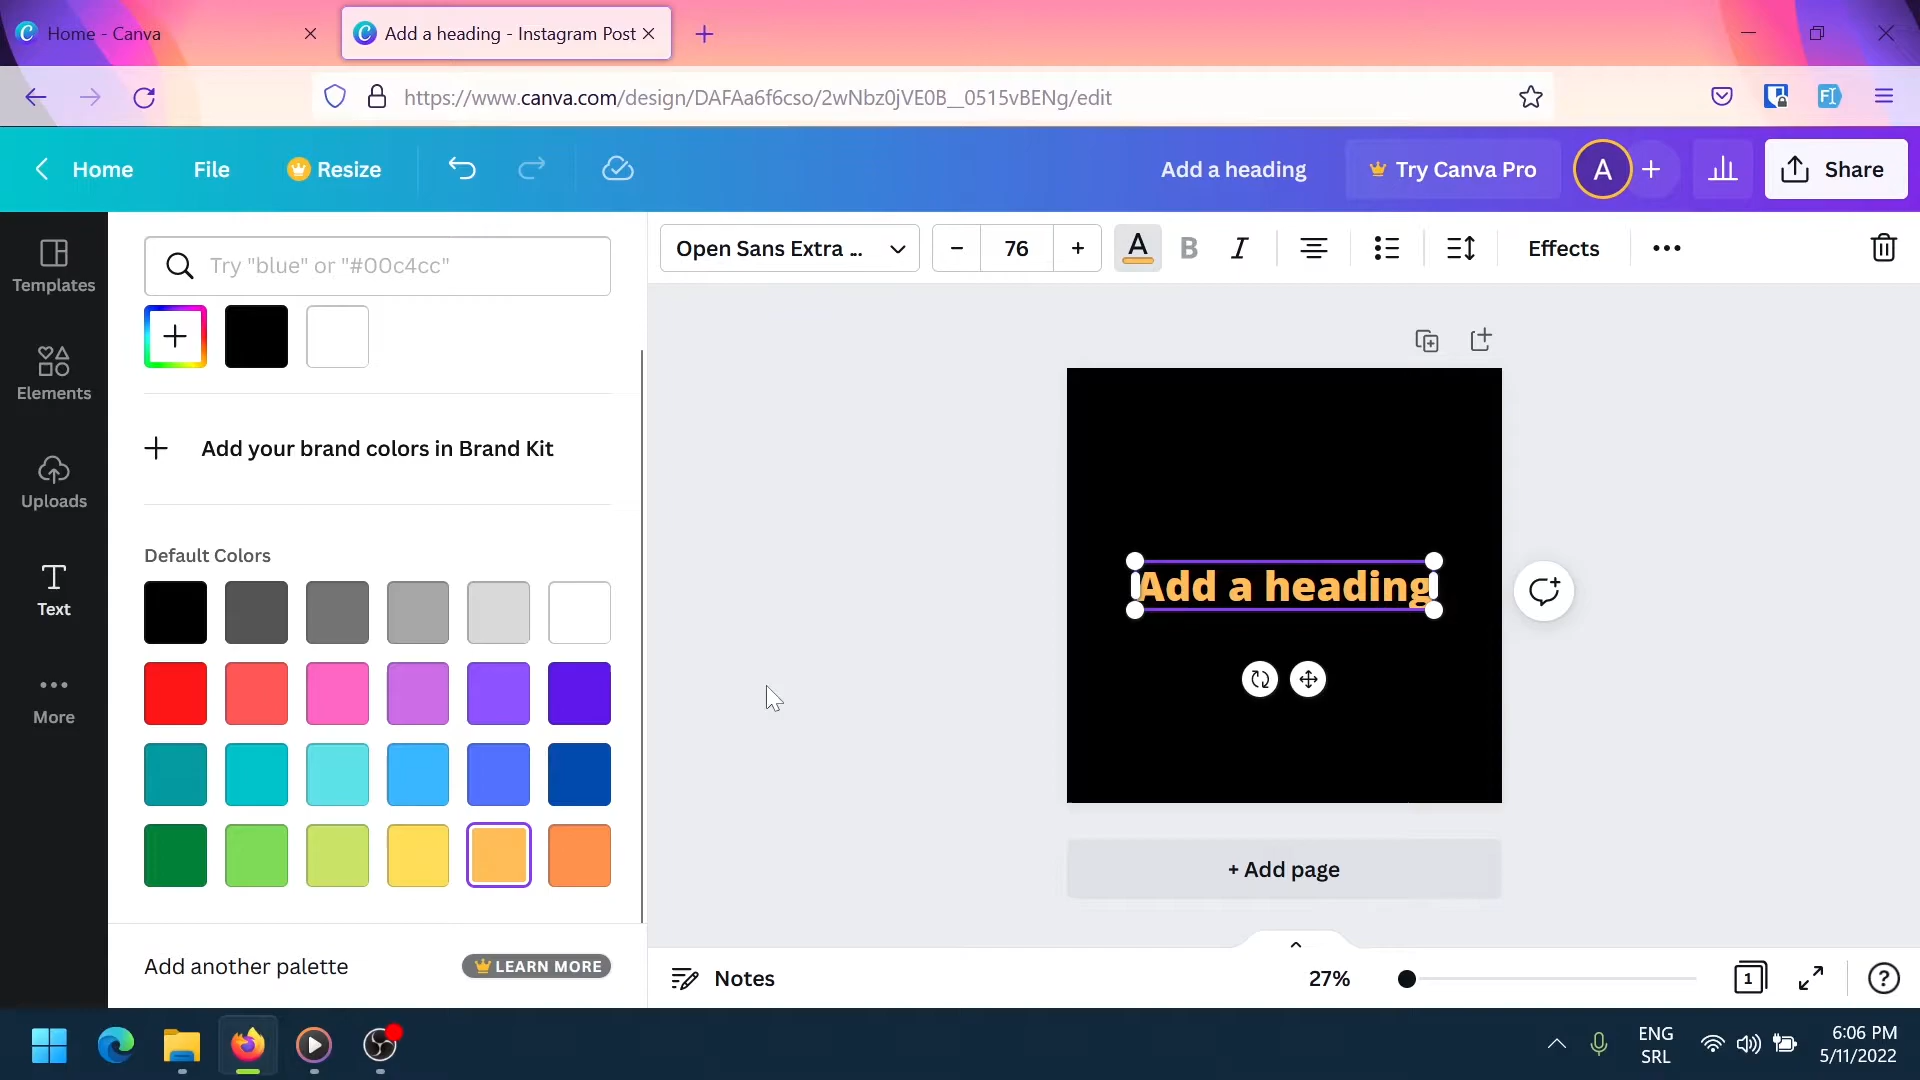 Home - Canva
Add a heading - Instagram Post
https://www.canva.com/design/DAFAa6f6cso/2wNbz0jVE0B__0515vBENg/edit
Home
File
Resize
Add a heading
Try Canva Pro
A
Share
Templates
Elements
Uploads
Text
More
Try "blue" or "#00c4cc"
Add your brand colors in Brand Kit
Default Colors
Add another palette
LEARN MORE
Open Sans Extra ...
76
A
B
I
Effects
Add a heading
+ Add page
Notes
27%
1
ENG
SRL
6:06 PM
5/11/2022